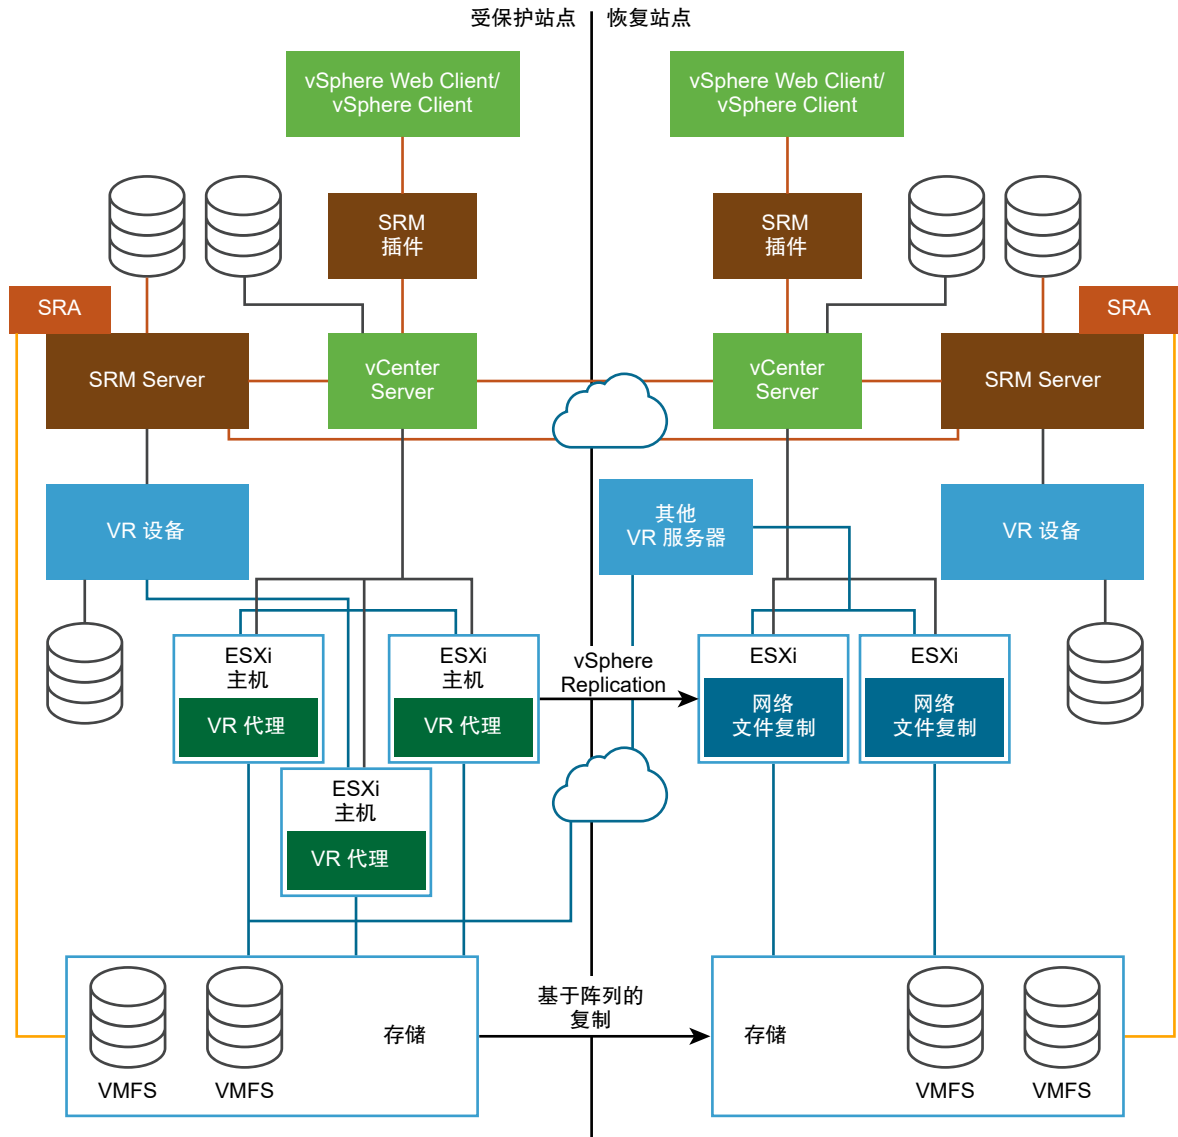 受保护站点
恢复站点
vSphere Web Client/
vSphere Client
vSphere Web Client/
vSphere Client
SRM
插件
SRM
插件
SRA
SRA
SRM Server
vCenter
Server
vCenter
Server
SRM Server
VR 设备
其他
VR 服务器
VR 设备
ESXi
主机
VR 代理
ESXi
主机
VR 代理
vSphere
Replication
ESXi
网络
文件复制
ESXi
网络
文件复制
ESXi
主机
VR 代理
基于阵列的
复制
存储
VMFS
VMFS
存储
VMFS
VMFS